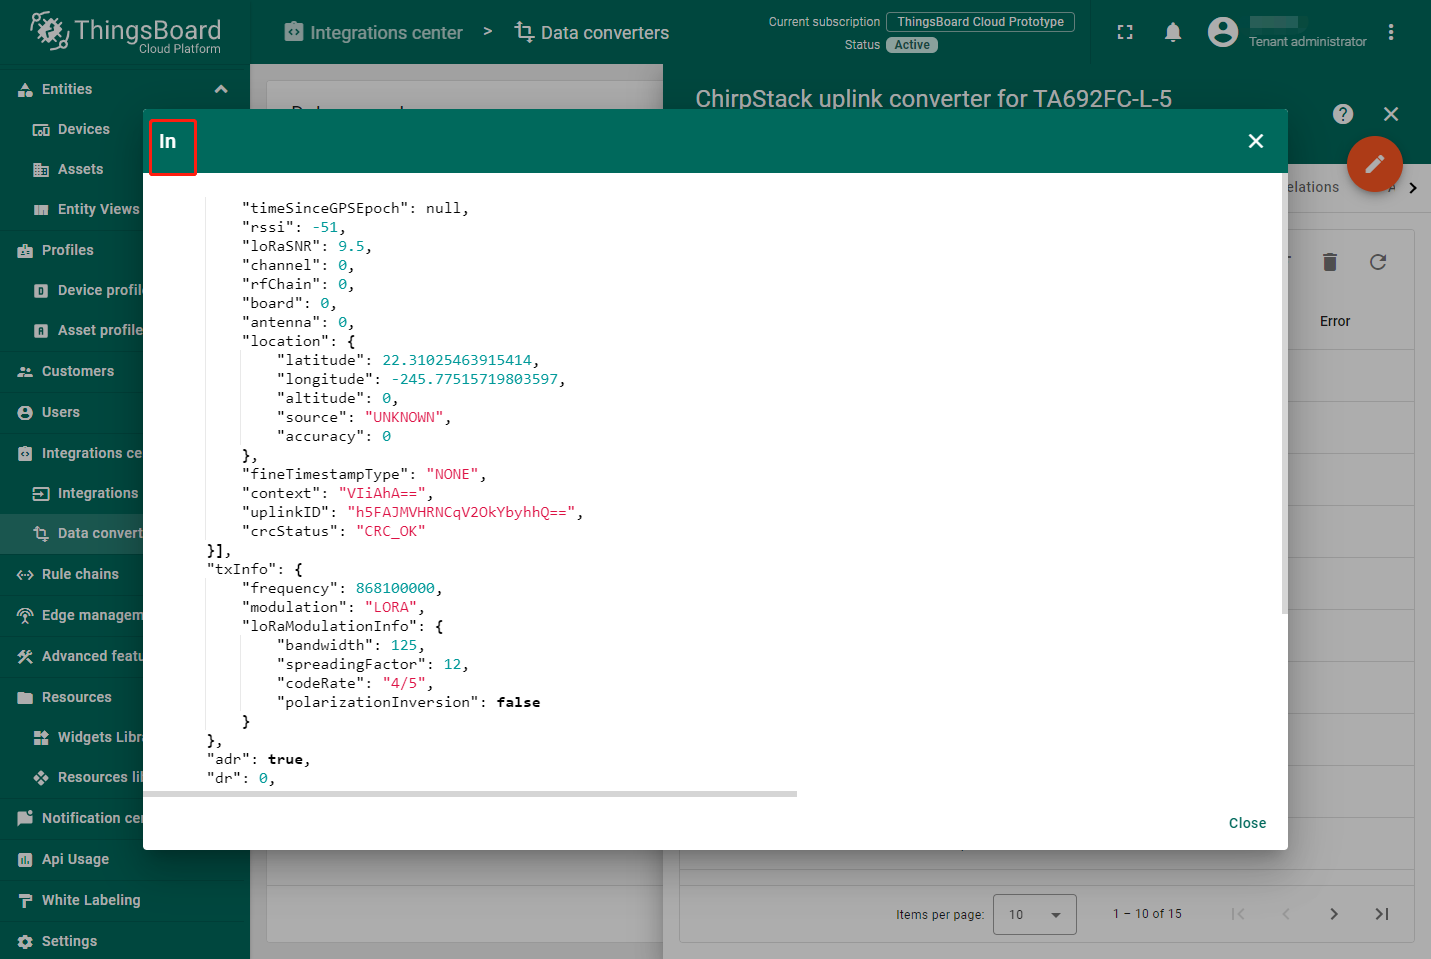 ThingsBoard
Cloud Platform
Integrations center > Data converters
Current subscription ThingsBoard Cloud Prototype
Status Active
Tenant administrator
Entities
Devices
Assets
Entity Views
Profiles
Device profil
Asset profile
Customers
Users
Integrations ce
Integrations
Data convert
Rule chains
Edge managem
Advanced featu
Resources
Widgets Libra
Resources li
Notification cen
Api Usage
White Labeling
Settings
ChirpStack uplink converter for TA692FC-L-5
elations
Error
In
"timeSinceGPSEpoch": null,
"rssi": -51,
"loRaSNR": 9.5,
"channel": 0,
"rfChain": 0,
"board": 0,
"antenna": 0,
"location": {
"latitude": 22.31025463915414,
"longitude": -245.77515719803597,
"altitude": 0,
"source": "UNKNOWN",
"accuracy": 0
},
"fineTimestampType": "NONE",
"context": "VIiAhA==",
"uplinkID": "h5FAJMVHRNCqV2OkYbyhhQ==",
"crcStatus": "CRC_OK"
}],
"txInfo": {
"frequency": 868100000,
"modulation": "LORA",
"loRaModulationInfo": {
"bandwidth": 125,
"spreadingFactor": 12,
"codeRate": "4/5",
"polarizationInversion": false
}
},
"adr": true,
"dr": 0,
Close
Items per page: 10 1 – 10 of 15